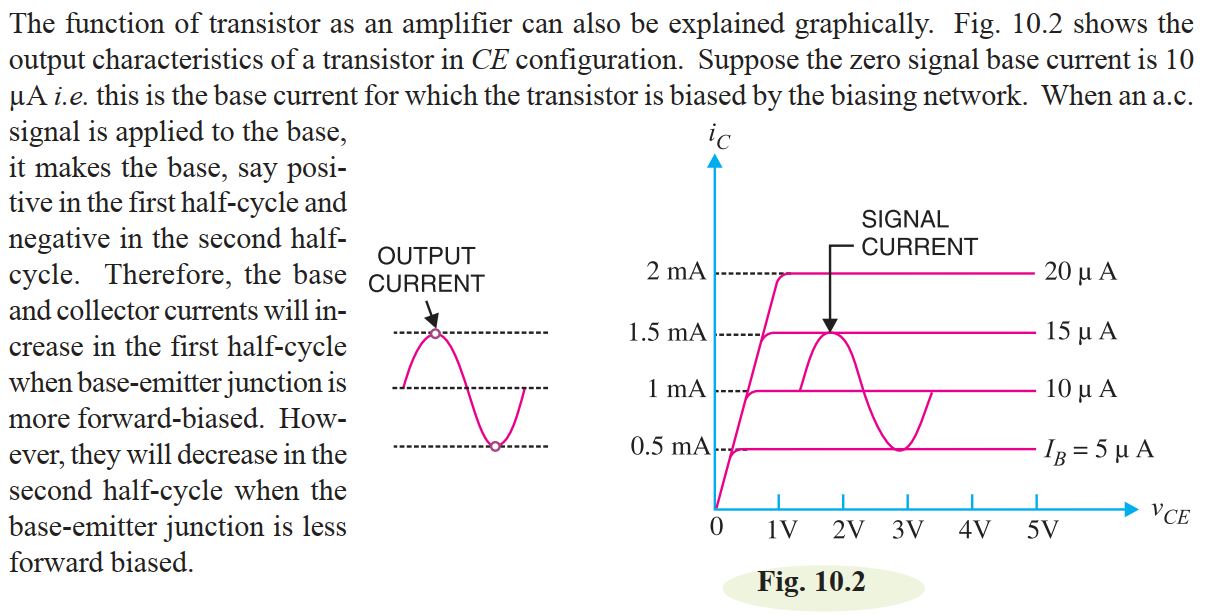 The function of transistor as an amplifier can also be explained graphically. Fig. 10.2 shows the
output characteristics of a transistor in CE configuration. Suppose the zero signal base current is 10
μA i.e. this is the base current for which the transistor is biased by the biasing network. When an a.c.
signal is applied to the base,
it makes the base, say posi-
tive in the first half-cycle and
negative in the second half-
cycle. Therefore, the base
and collector currents will in-
crease in the first half-cycle
when base-emitter junction is
more forward-biased. How-
ever, they will decrease in the
second half-cycle when the
base-emitter junction is less
forward biased.
OUTPUT
CURRENT
iC
SIGNAL
CURRENT
2 mA
20 μ A
1.5 mA
15 μ A
1 mA
10 μ A
0.5 mA
IB = 5 μ A
0 1V 2V 3V 4V 5V
vCE
Fig. 10.2